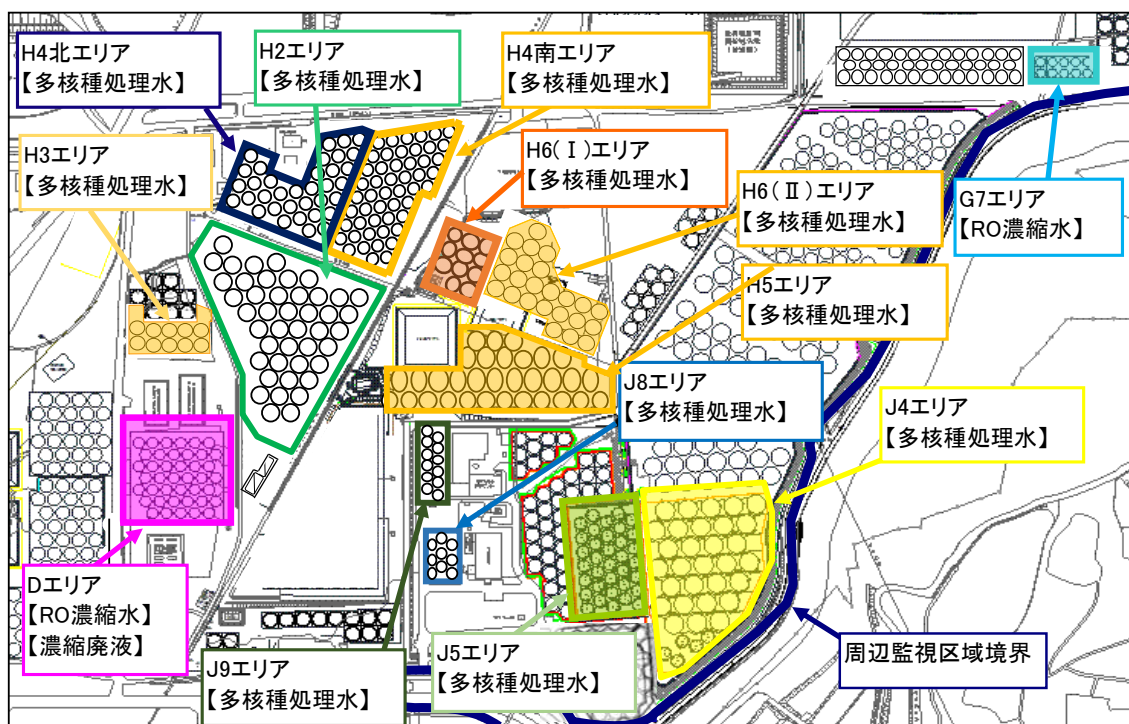 H4北エリア
【多核種処理水】
H2エリア
【多核種処理水】
H4南エリア
【多核種処理水】
H3エリア
【多核種処理水】
H6(Ⅰ)エリア
【多核種処理水】
H6(Ⅱ)エリア
【多核種処理水】
G7エリア
【RO濃縮水】
H5エリア
【多核種処理水】
J8エリア
【多核種処理水】
J4エリア
【多核種処理水】
Dエリア
【RO濃縮水】
【濃縮廃液】
J9エリア
【多核種処理水】
J5エリア
【多核種処理水】
周辺監視区域境界